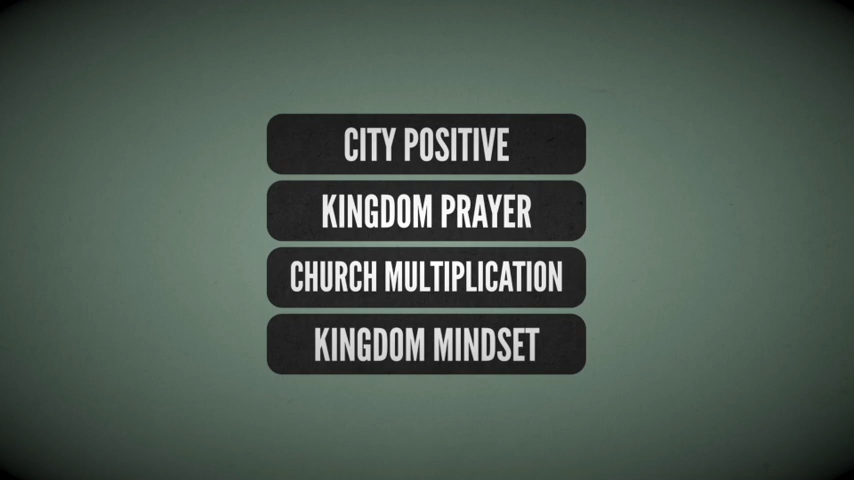 CITY POSITIVE
KINGDOM PRAYER
CHURCH MULTIPLICATION
KINGDOM MINDSET